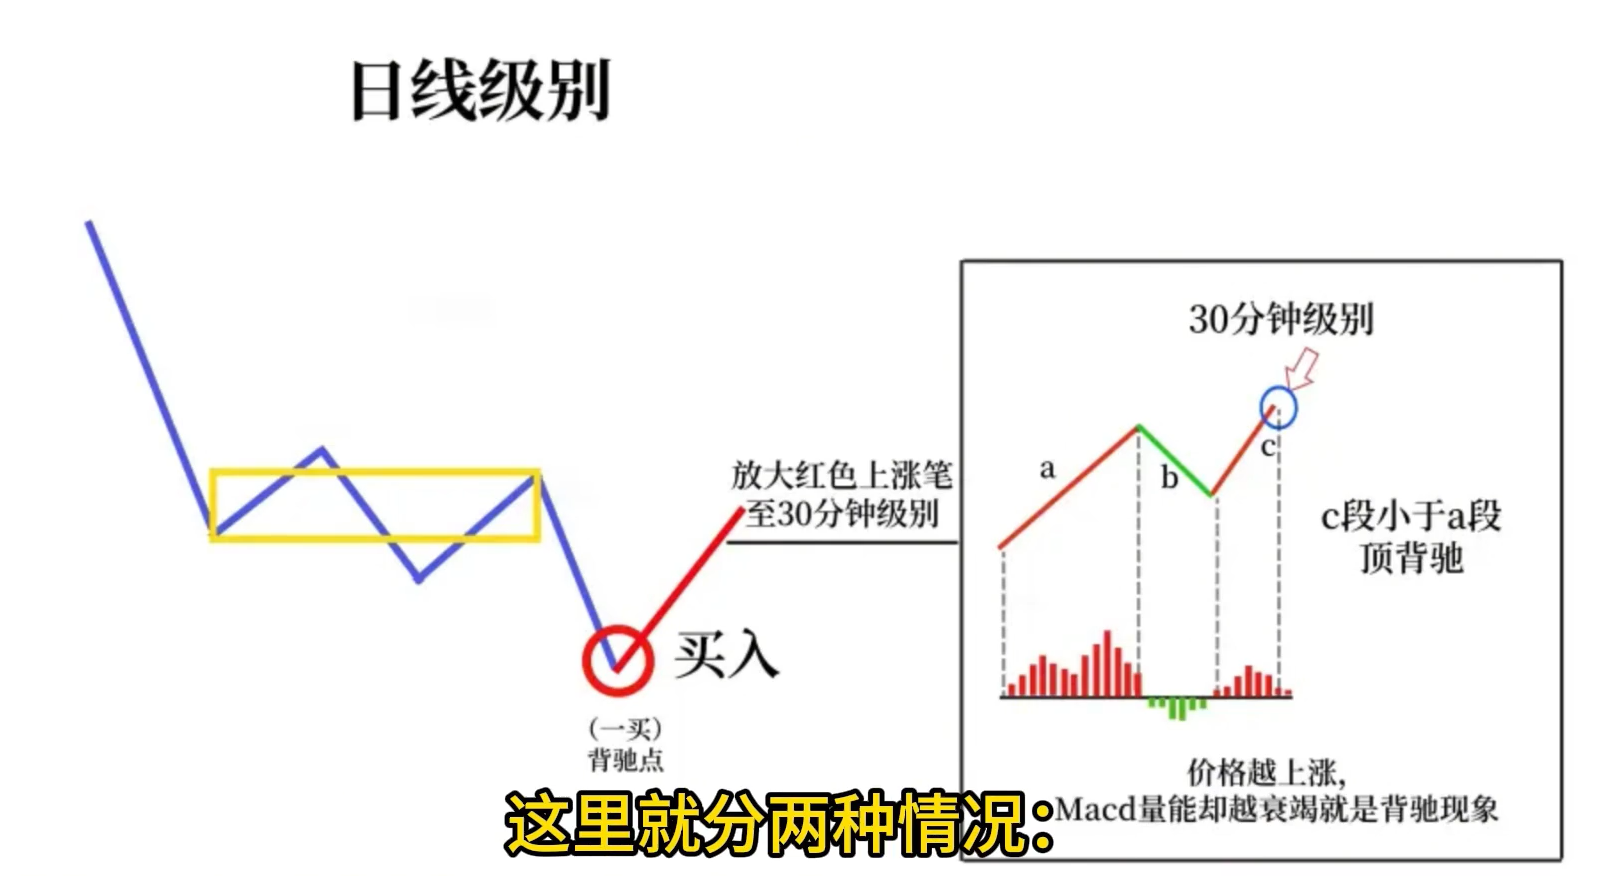 日线级别
放大红色上涨笔
至30分钟级别
买入
（一买）
背驰点
30分钟级别
a
b
c
c段小于a段
顶背驰
价格越上涨,
Macd量能却越衰竭就是背驰现象
这里就分两种情况：